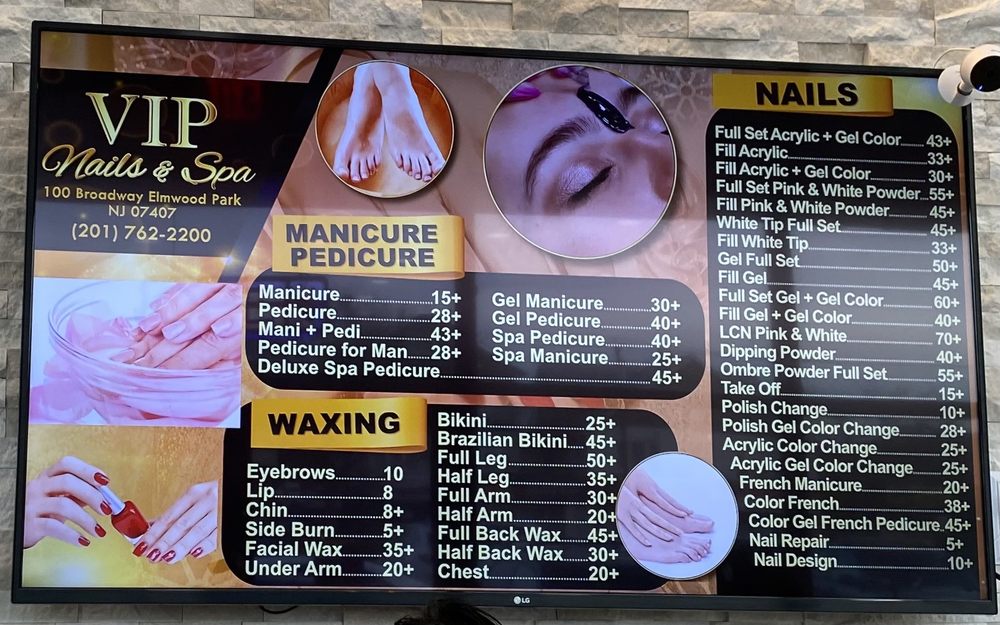 VIP
Nails & Spa
100 Broadway Elmwood Park
NJ 07407
(201) 762-2200
MANICURE
PEDICURE
Manicure 15+
Pedicure 28+
Mani + Pedi 43+
Pedicure for Man 28+
Deluxe Spa Pedicure 45+
Gel Manicure 30+
Gel Pedicure 40+
Spa Pedicure 40+
Spa Manicure 25+
WAXING
Eyebrows 10
Lip 8
Chin 8+
Side Burn 5+
Facial Wax 35+
Under Arm 20+
Bikini 25+
Brazilian Bikini 45+
Full Leg 50+
Half Leg 35+
Full Arm 30+
Half Arm 20+
Full Back Wax 45+
Half Back Wax 30+
Chest 20+
NAILS
Full Set Acrylic + Gel Color 43+
Fill Acrylic 33+
Fill Acrylic + Gel Color 30+
Full Set Pink & White Powder 55+
Fill Pink & White Powder 45+
White Tip Full Set 45+
Fill White Tip 33+
Gel Full Set 50+
Fill Gel 45+
Full Set Gel + Gel Color 60+
Fill Gel + Gel Color 40+
LCN Pink & White 70+
Dipping Powder 40+
Ombre Powder Full Set 55+
Take Off 15+
Polish Change 10+
Polish Gel Color Change 28+
Acrylic Color Change 25+
Acrylic Gel Color Change 25+
French Manicure 20+
Color French 38+
Color Gel French Pedicure 45+
Nail Repair 5+
Nail Design 10+
LG